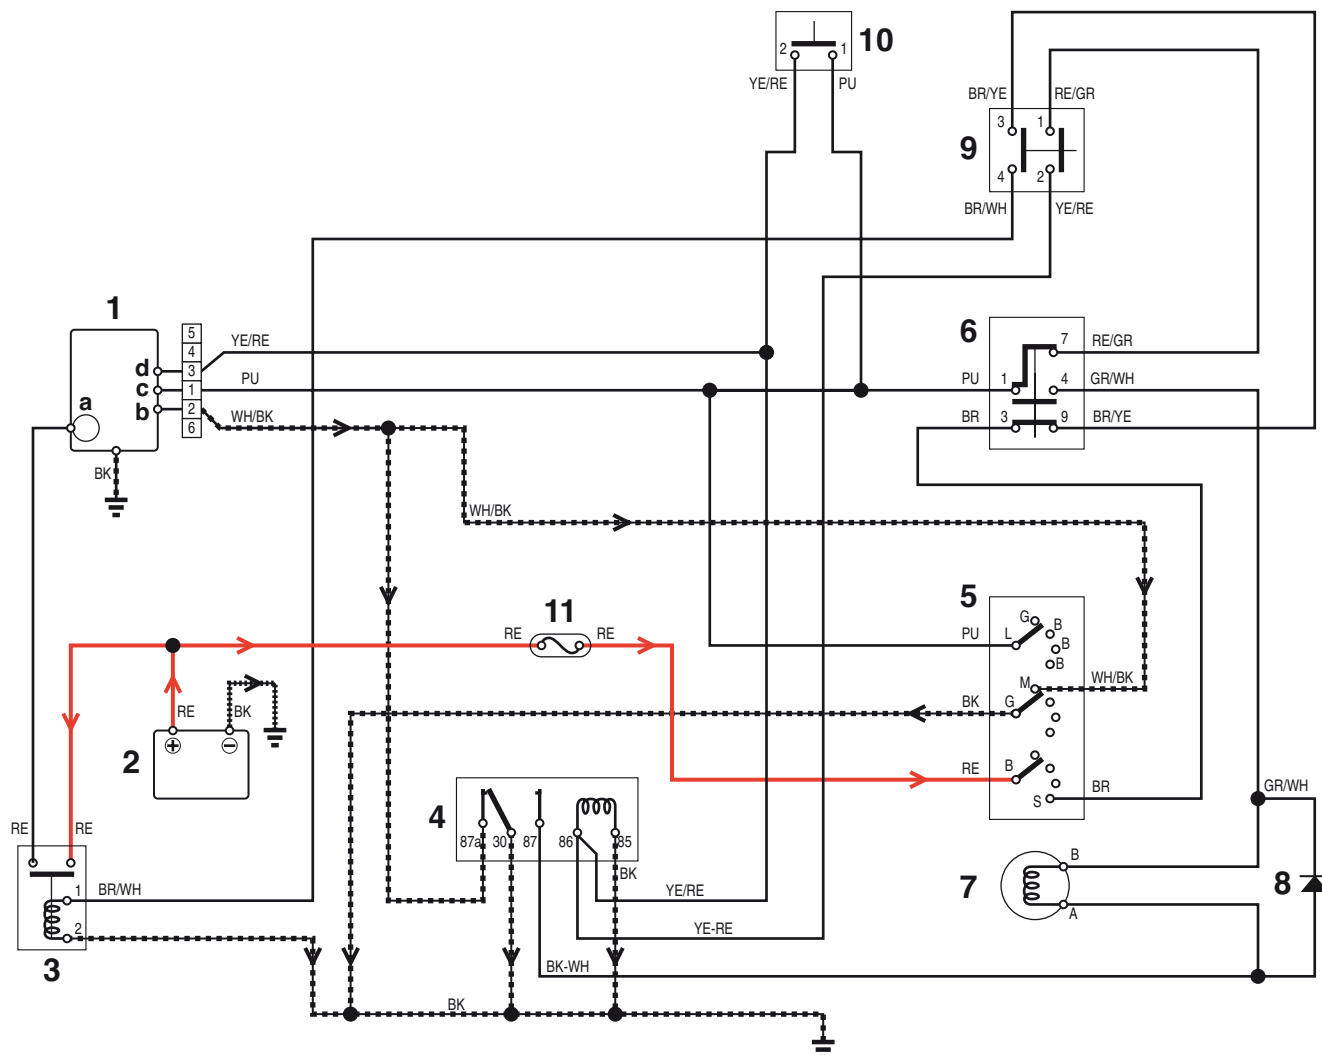 10
2
1
YE/RE
PU
BR/YE
RE/GR
3
1
9
4
2
BR/WH
YE/RE
1
5
4
3
1
2
6
d
c
b
a
YE/RE
PU
WH/BK
BK
6
7
RE/GR
PU
1
4
GR/WH
BR
3
9
BR/YE
WH/BK
5
G
B
L
B
B
PU
M
WH/BK
BK
G
RE
B
S
BR
11
RE
RE
RE
BK
2
+
−
4
87a
30
87
86
85
BK
YE/RE
YE-RE
BK-WH
GR/WH
7
B
A
8
RE
RE
1
BR/WH
2
3
BK